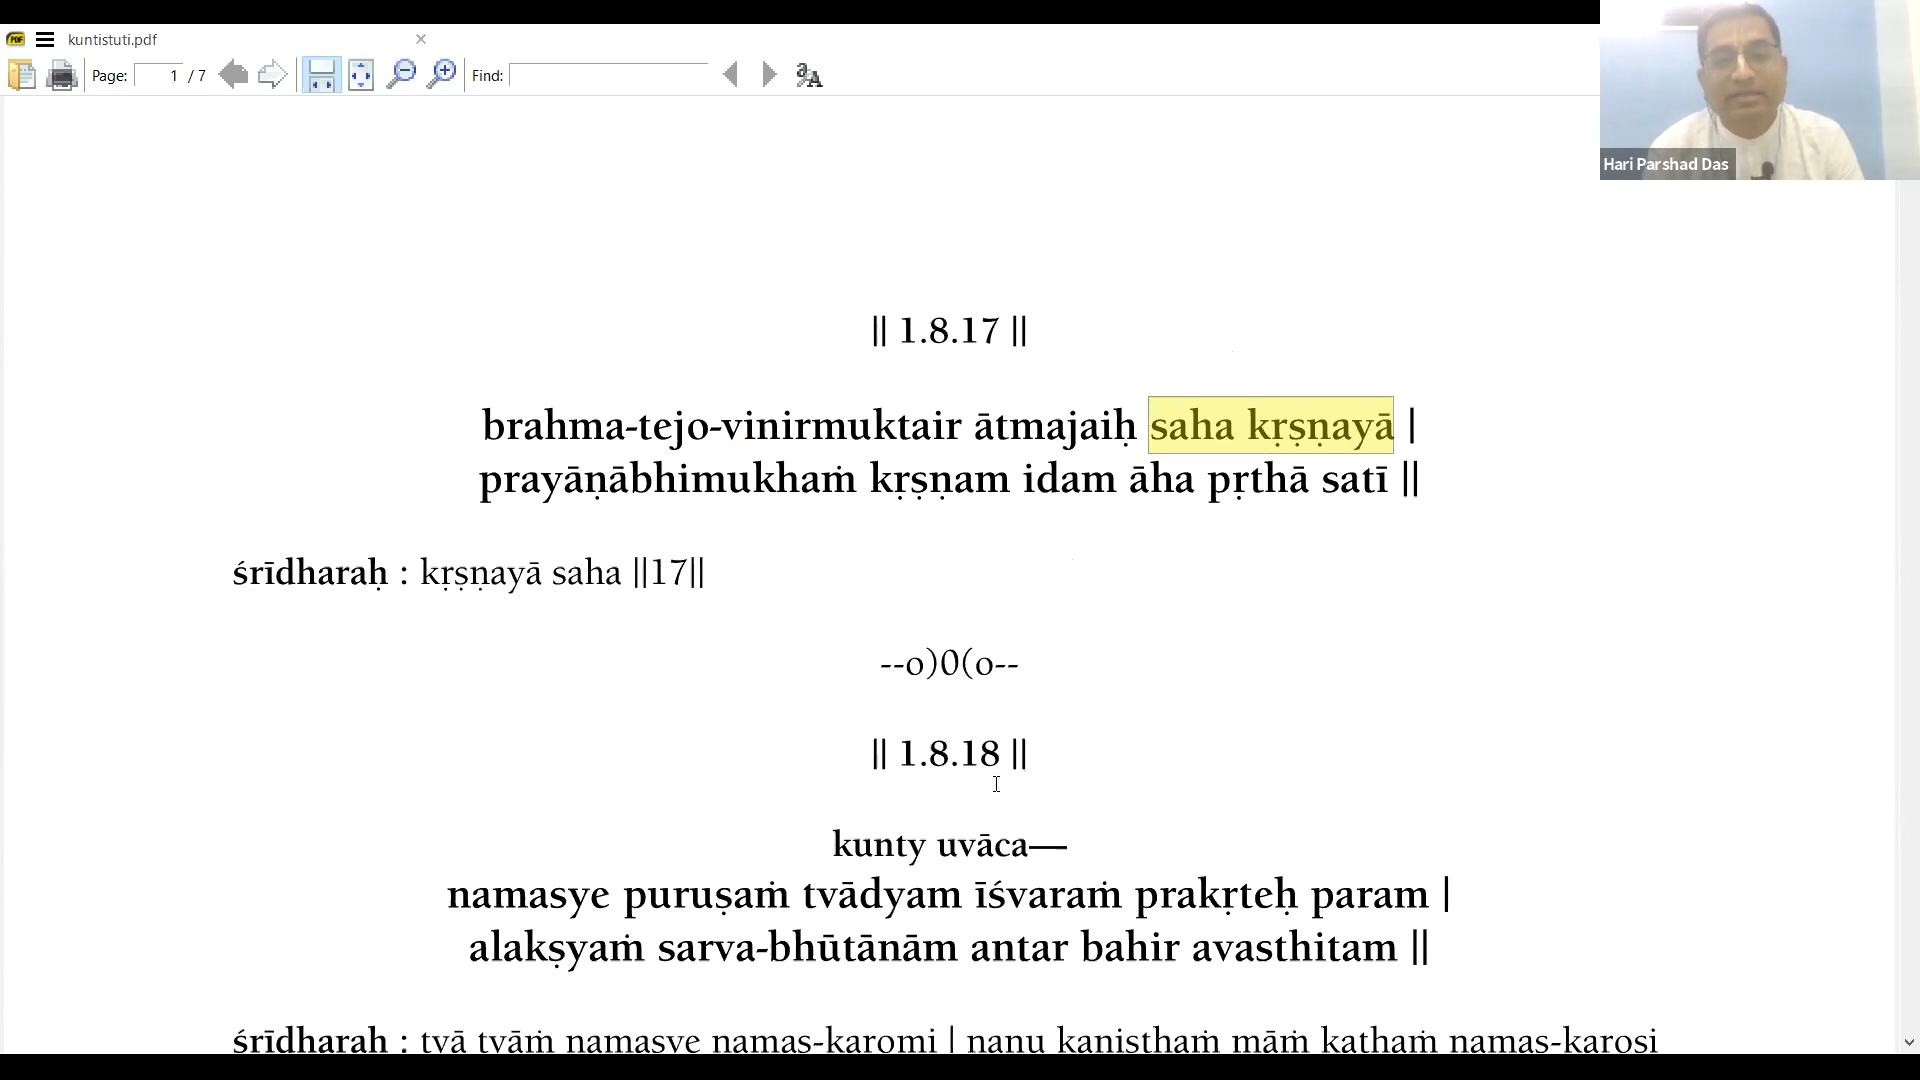 kuntistuti.pdf
Page: 1 / 7 Find:
Hari Parshad Das
|| 1.8.17 ||
brahma-tejo-vinirmuktair ātmajaiḥ saha kṛṣṇayā |
prayāṇābhimukhaṁ kṛṣṇam idam āha pṛthā satī ||
śrīdharaḥ : kṛṣṇayā saha ||17||
--o)0(o--
|| 1.8.18 ||
kunty uvāca—
namasye puruṣaṁ tvādyam īśvaraṁ prakṛteḥ param |
alakṣyaṁ sarva-bhūtānām antar bahir avasthitam ||
śrīdharaḥ : tvā tvāṁ namasye namas-karomi | nanu kaniṣṭhaṁ māṁ kathaṁ namas-karoṣi